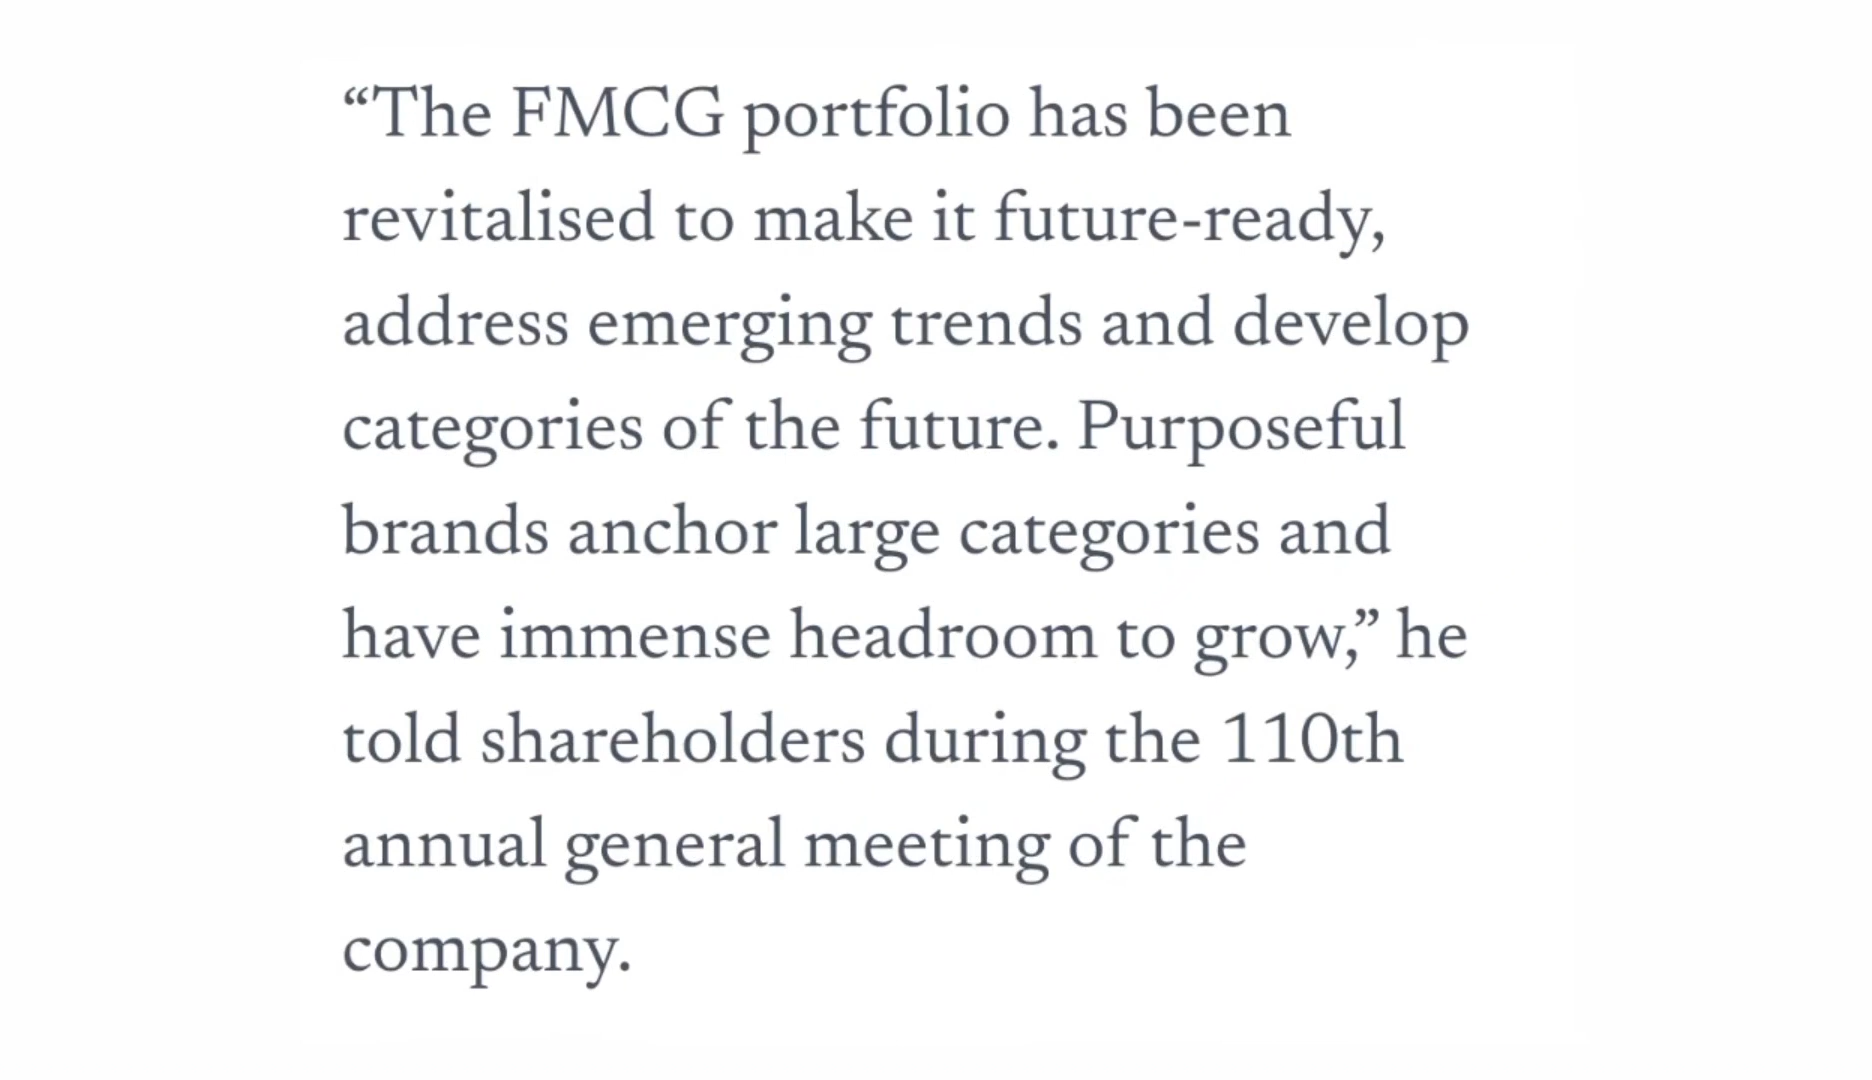 “The FMCG portfolio has been
revitalised to make it future-ready,
address emerging trends and develop
categories of the future. Purposeful
brands anchor large categories and
have immense headroom to grow,” he
told shareholders during the 110th
annual general meeting of the
company.